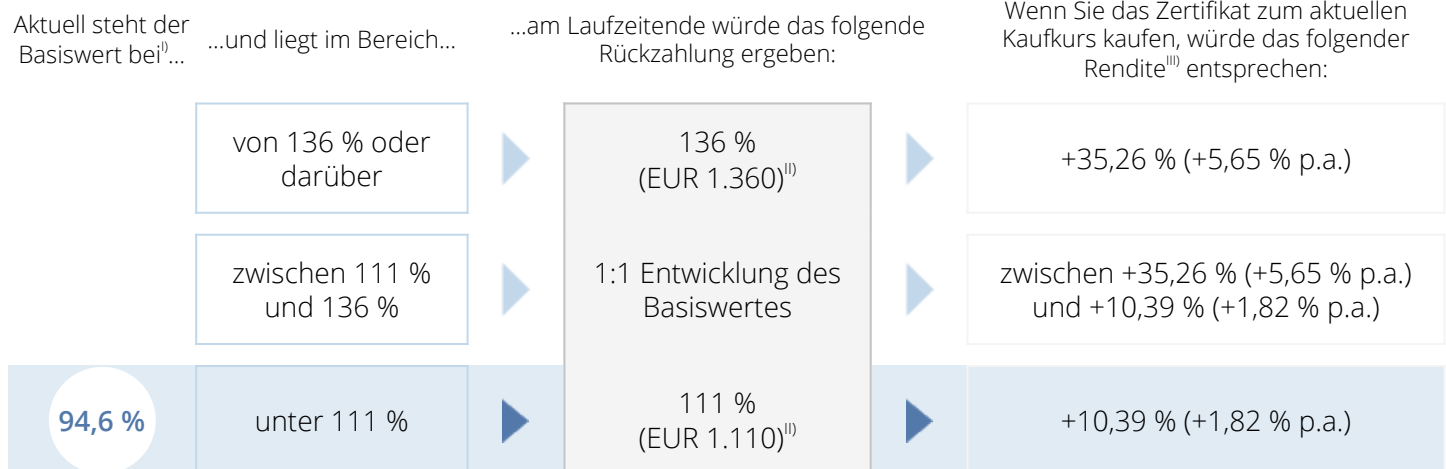 Aktuell steht der
Basiswert beiI)...
...und liegt im Bereich...
...am Laufzeitende würde das folgende
Rückzahlung ergeben:
Wenn Sie das Zertifikat zum aktuellen
Kaufkurs kaufen, würde das folgender
RenditeIII) entsprechen:
von 136 % oder
darüber
136 %
(EUR 1.360)II)
+35,26 % (+5,65 % p.a.)
zwischen 111 %
und 136 %
1:1 Entwicklung des
Basiswertes
zwischen +35,26 % (+5,65 % p.a.)
und +10,39 % (+1,82 % p.a.)
94,6 %
unter 111 %
111 %
(EUR 1.110)II)
+10,39 % (+1,82 % p.a.)